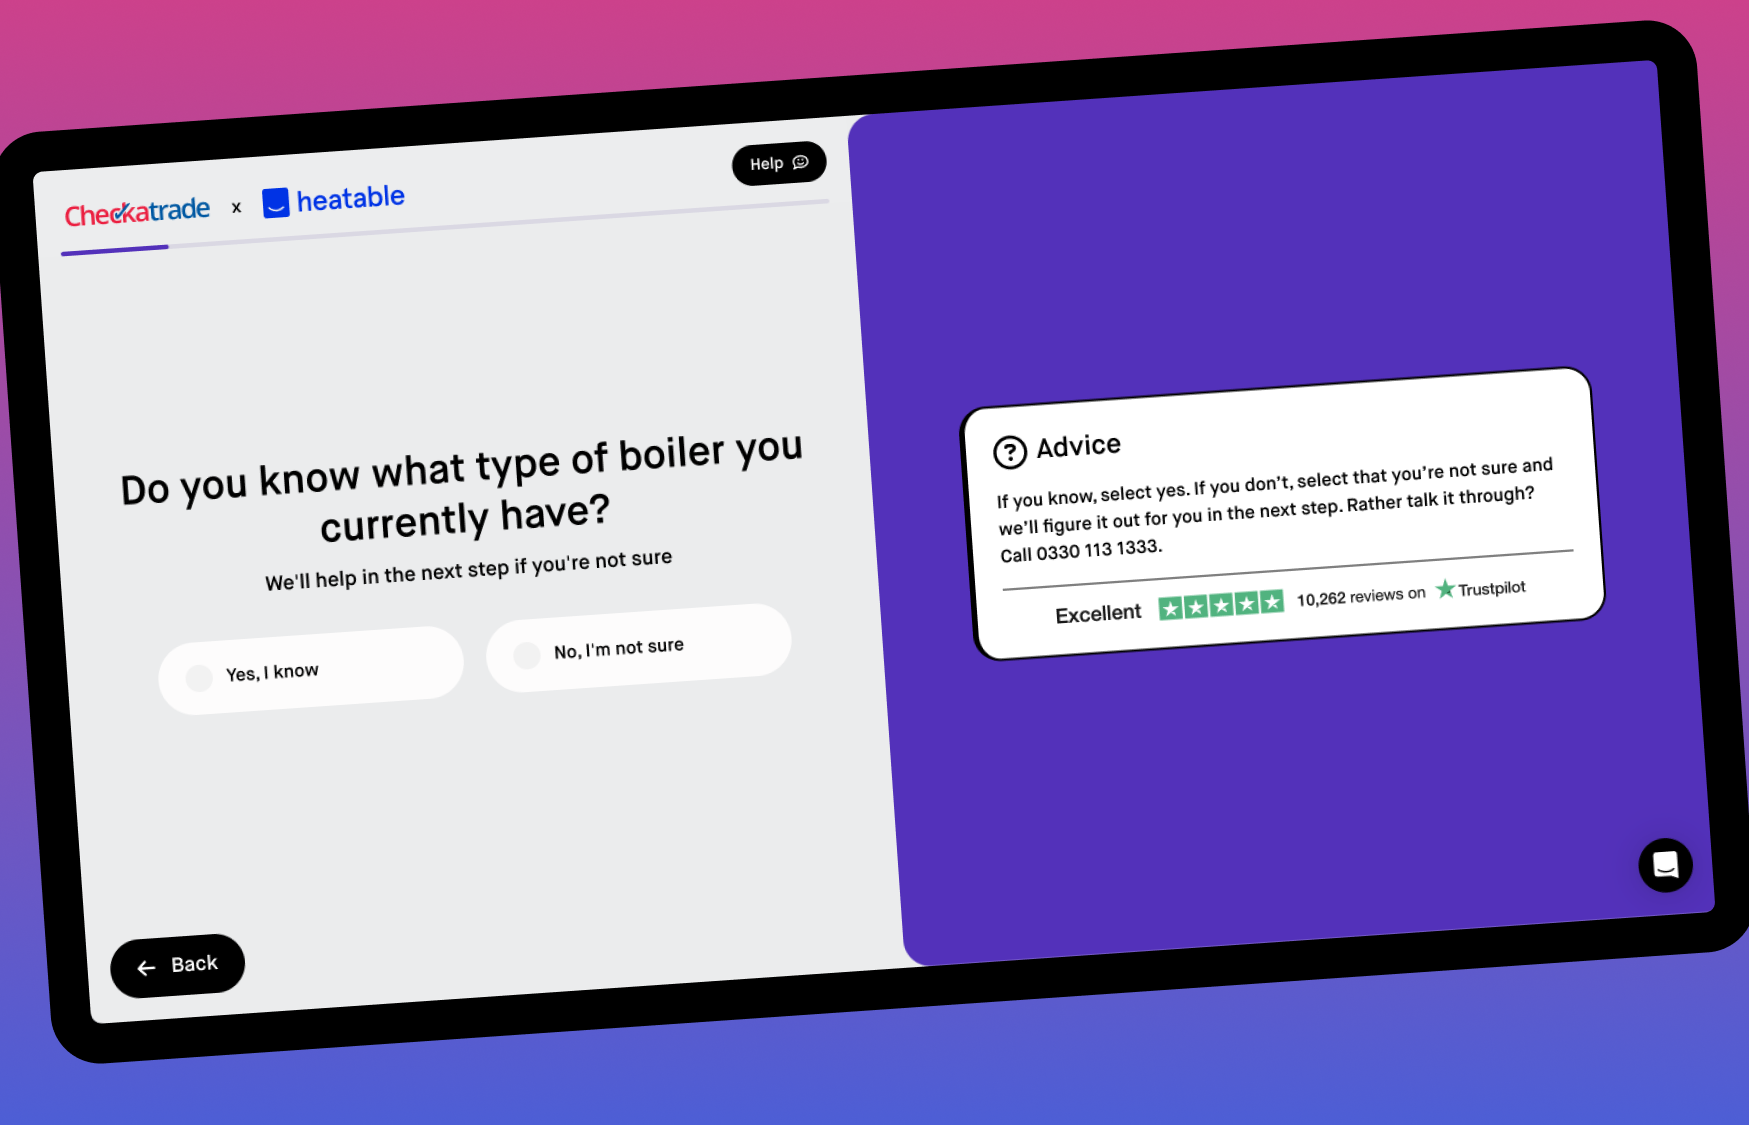 Checkatrade x heatable
Help
Do you know what type of boiler you
currently have?
We'll help in the next step if you're not sure
Yes, I know
No, I'm not sure
Back
Advice
If you know, select yes. If you don’t, select that you’re not sure and
we’ll figure it out for you in the next step. Rather talk it through?
Call 0330 113 1333.
Excellent 10,262 reviews on Trustpilot